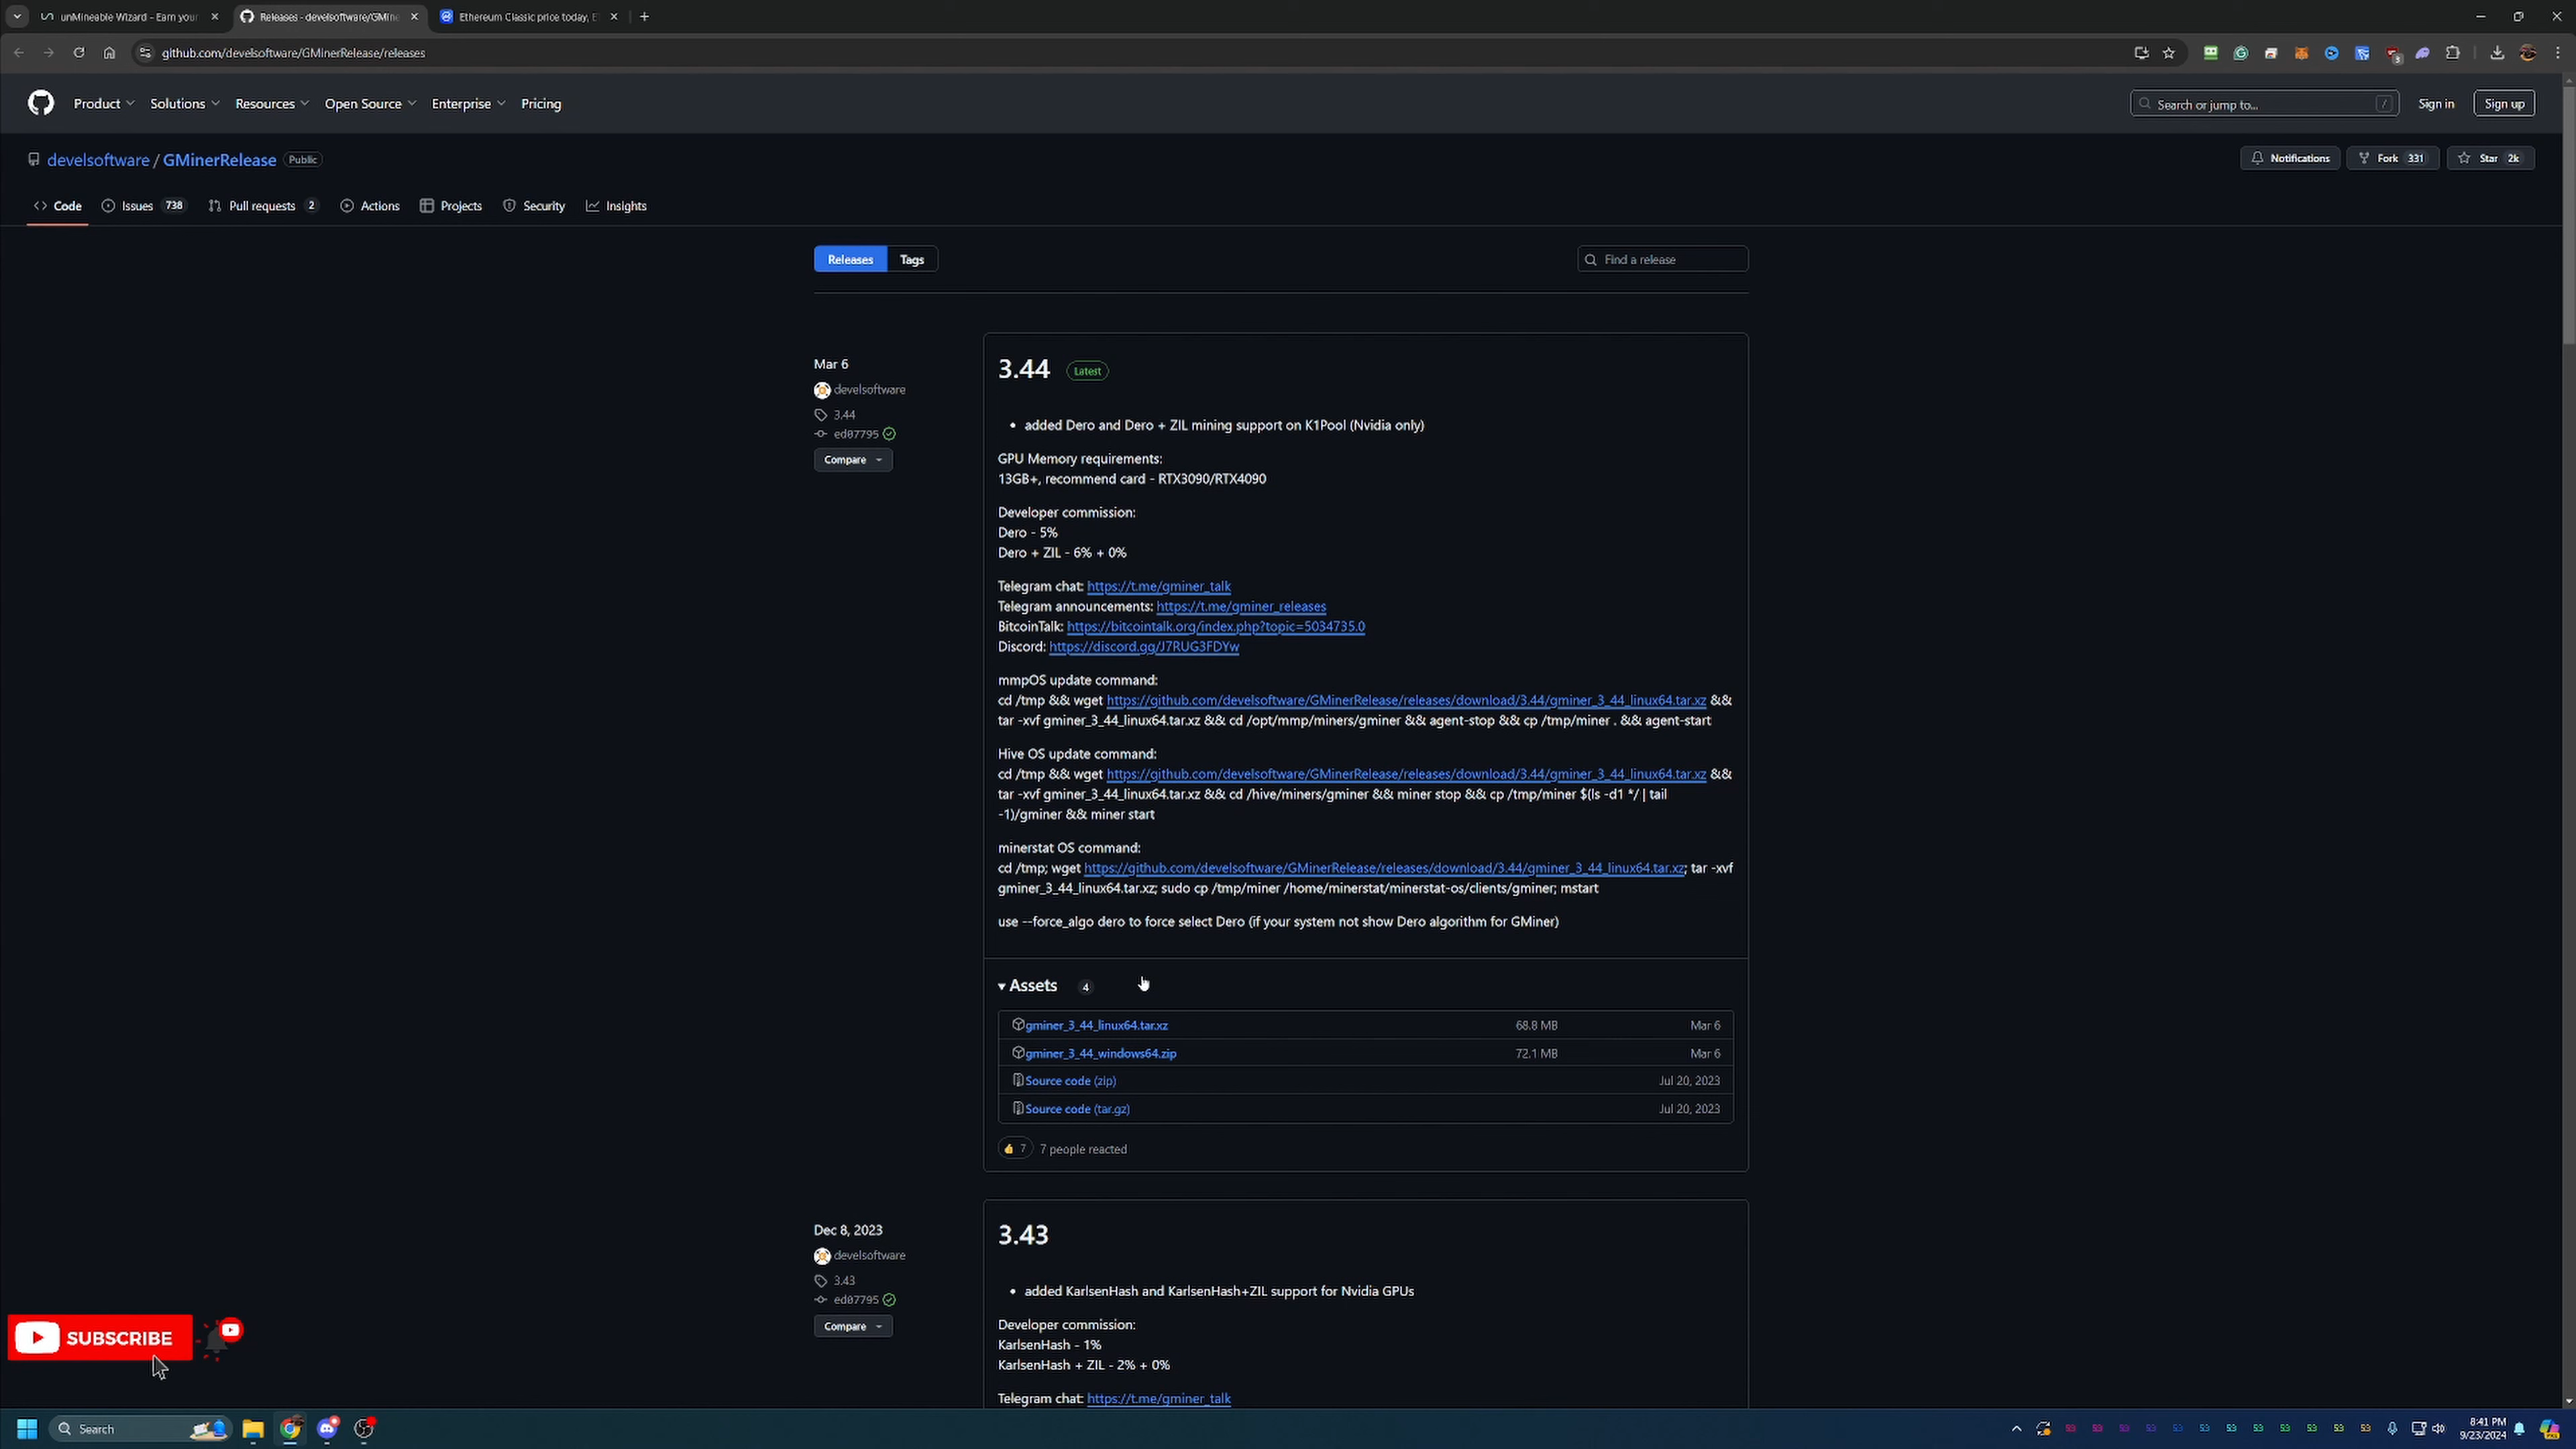 unMineable Wizard - Earn your
Releases - develsoftware/GMine
Ethereum Classic price today, E
github.com/develsoftware/GMinerRelease/releases
3
Product
Solutions
Resources
Open Source
Enterprise
Pricing
Search or jump to...
/
Sign in
Sign up
develsoftware / GMinerRelease
Public
Notifications
Fork 331
Star 2k
Code
Issues 738
Pull requests 2
Actions
Projects
Security
Insights
Releases
Tags
Find a release
Mar 6
develsoftware
3.44
ed07795
Compare
3.44 Latest
• added Dero and Dero + ZIL mining support on K1Pool (Nvidia only)
GPU Memory requirements:
13GB+, recommend card - RTX3090/RTX4090
Developer commission:
Dero - 5%
Dero + ZIL - 6% + 0%
Telegram chat: https://t.me/gminer_talk
Telegram announcements: https://t.me/gminer_releases
BitcoinTalk: https://bitcointalk.org/index.php?topic=5034735.0
Discord: https://discord.gg/J7RUG3FDYw
mmpOS update command:
cd /tmp && wget https://github.com/develsoftware/GMinerRelease/releases/download/3.44/gminer_3_44_linux64.tar.xz &&
tar -xvf gminer_3_44_linux64.tar.xz && cd /opt/mmp/miners/gminer && agent-stop && cp /tmp/miner . && agent-start
Hive OS update command:
cd /tmp && wget https://github.com/develsoftware/GMinerRelease/releases/download/3.44/gminer_3_44_linux64.tar.xz &&
tar -xvf gminer_3_44_linux64.tar.xz && cd /hive/miners/gminer && miner stop && cp /tmp/miner $(ls -d1 */ | tail
-1)/gminer && miner start
minerstat OS command:
cd /tmp; wget https://github.com/develsoftware/GMinerRelease/releases/download/3.44/gminer_3_44_linux64.tar.xz; tar -xvf
gminer_3_44_linux64.tar.xz; sudo cp /tmp/miner /home/minerstat/minerstat-os/clients/gminer; mstart
use --force_algo dero to force select Dero (if your system not show Dero algorithm for GMiner)
Assets 4
gminer_3_44_linux64.tar.xz 68.8 MB Mar 6
gminer_3_44_windows64.zip 72.1 MB Mar 6
Source code (zip) Jul 20, 2023
Source code (tar.gz) Jul 20, 2023
7 7 people reacted
Dec 8, 2023
develsoftware
3.43
ed07795
Compare
3.43
• added KarlsenHash and KarlsenHash+ZIL support for Nvidia GPUs
Developer commission:
KarlsenHash - 1%
KarlsenHash + ZIL - 2% + 0%
Telegram chat: https://t.me/gminer_talk
SUBSCRIBE
Search
8:41 PM
9/23/2024